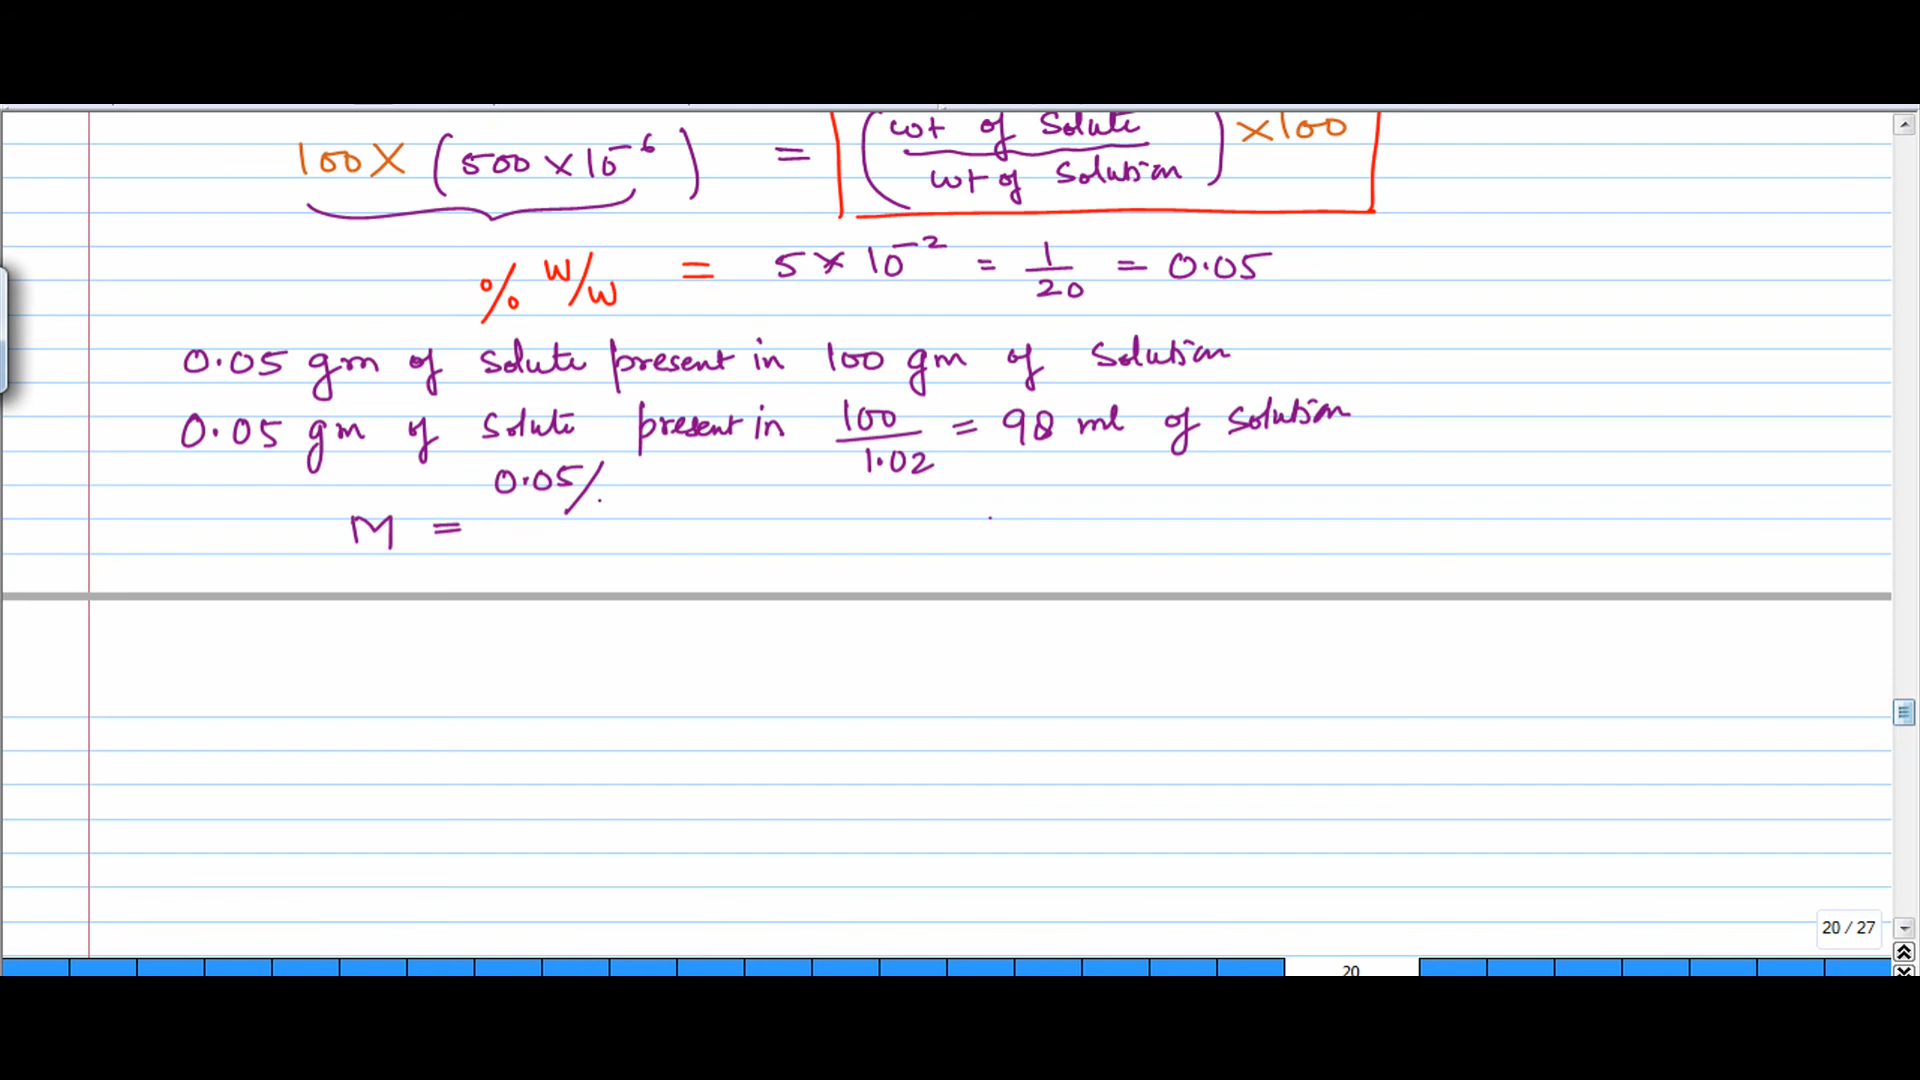 100 X (500 × 10⁻⁶) = (wt of Solute / wt of Solution) ×100
% W/W = 5 × 10⁻² = 1/20 = 0.05
0.05 gm of solute present in 100 gm of Solution
0.05 gm of solute present in 100/1.02 = 98 ml of solution
M = 0.05/
20 / 27
20